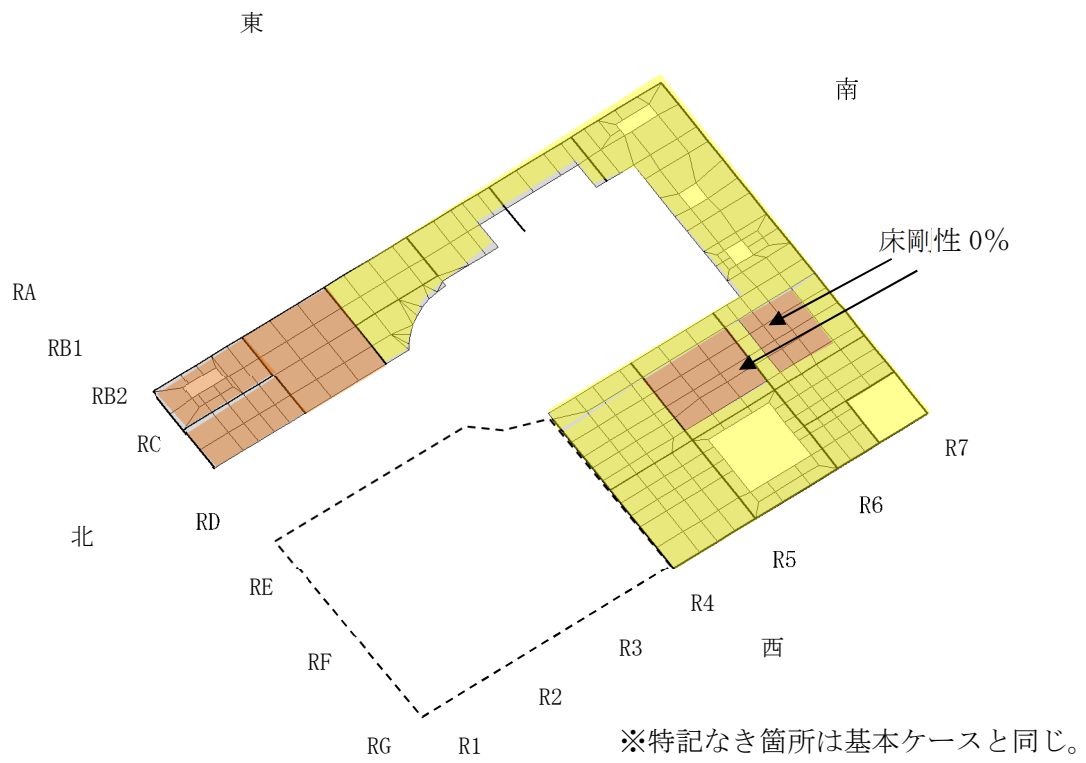 東
南
床剛性 0%
RA
RB1
RB2
RC
RD
RE
RF
RG
R1
R2
R3
R4
R5
R6
R7
北
西
※特記なき箇所は基本ケースと同じ。